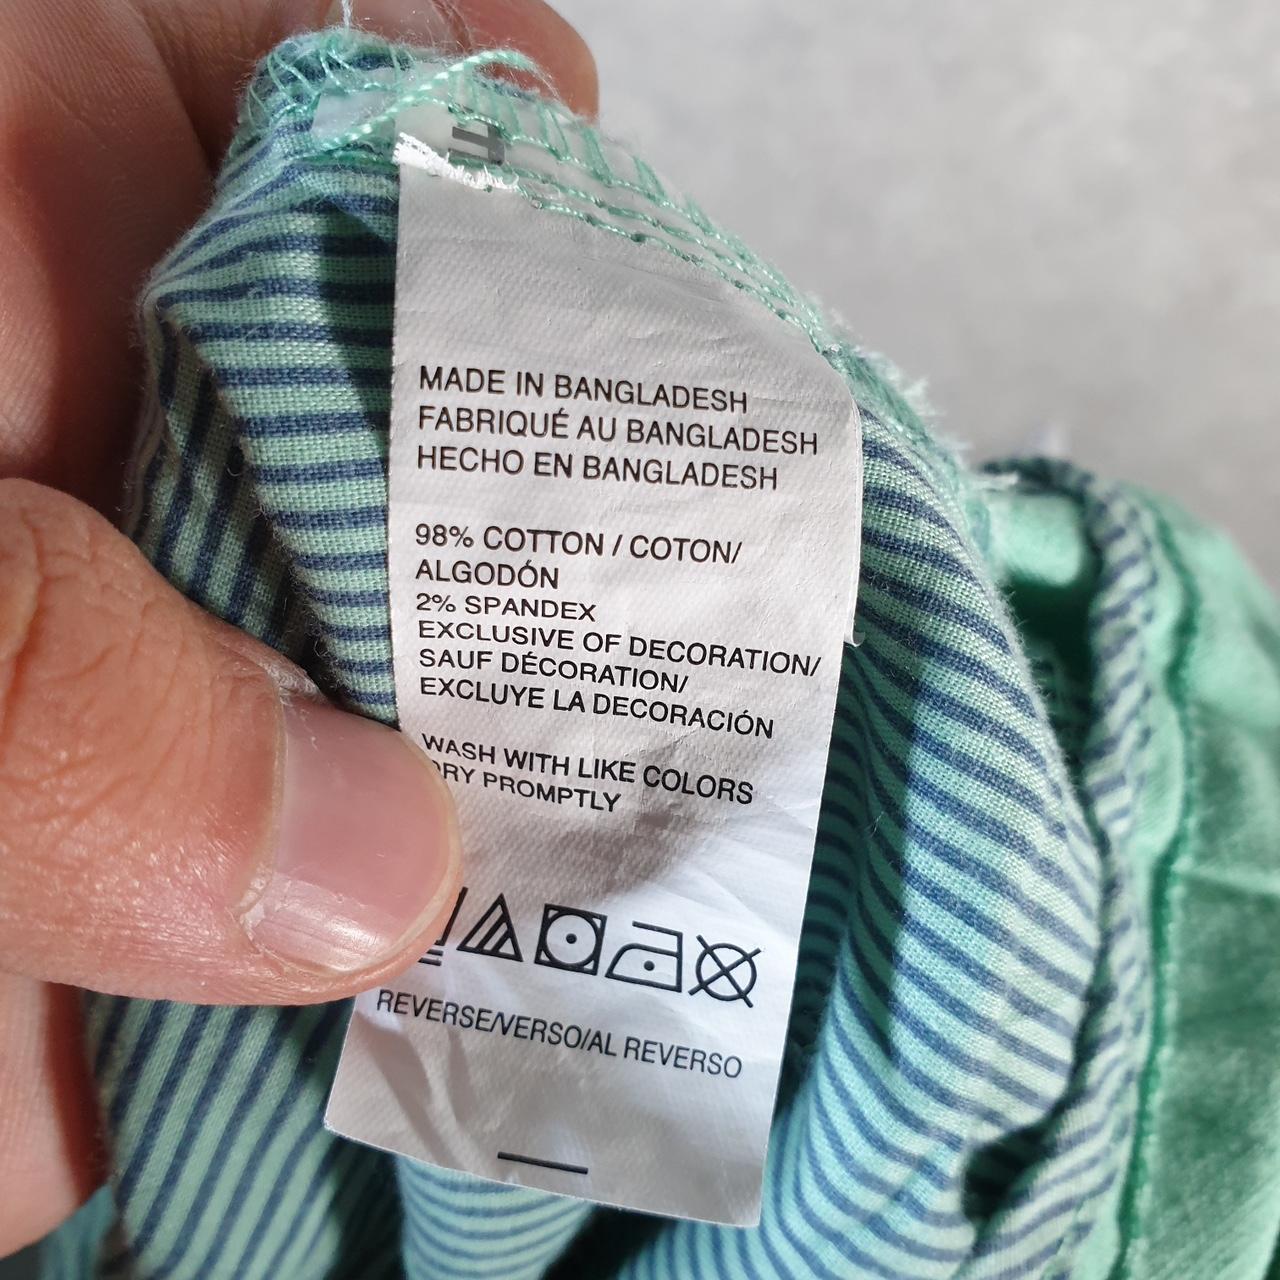 MADE IN BANGLADESH
FABRIQUÉ AU BANGLADESH
HECHO EN BANGLADESH
98% COTTON / COTON/
ALGODÓN
2% SPANDEX
EXCLUSIVE OF DECORATION/
SAUF DÉCORATION/
EXCLUYE LA DECORACIÓN
WASH WITH LIKE COLORS
DRY PROMPTLY
REVERSE/VERSO/AL REVERSO